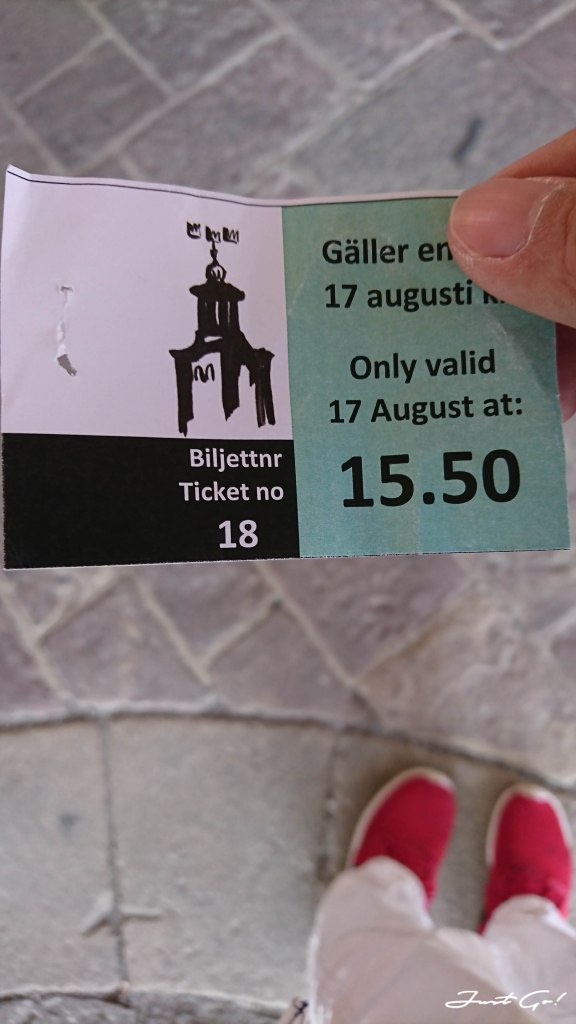 Gäller en
17 augusti
Only valid
17 August at:
15.50
Biljettnr
Ticket no
18
Just Go!